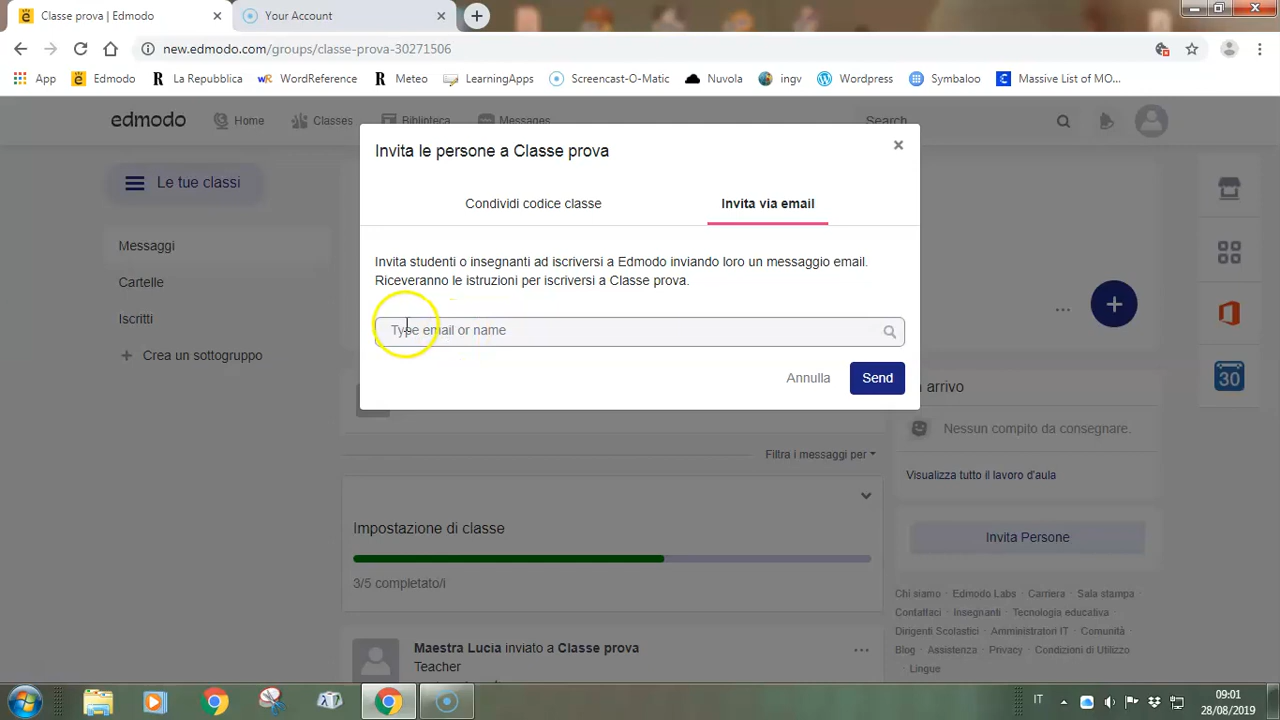 Classe prova | Edmodo
Your Account
new.edmodo.com/groups/classe-prova-30271506
App Edmodo La Repubblica WordReference Meteo LearningApps Screencast-O-Matic Nuvola ingv Wordpress Symbaloo Massive List of MO...
edmodo Home Classes Biblioteca Messages Search
Invita le persone a Classe prova
Le tue classi
Condividi codice classe Invita via email
Messaggi
Invita studenti o insegnanti ad iscriversi a Edmodo inviando loro un messaggio email.
Riceveranno le istruzioni per iscriversi a Classe prova.
Cartelle
Iscritti
Type email or name
Crea un sottogruppo
Annulla Send
30
arrivo
Nessun compito da consegnare.
Filtra i messaggi per
Visualizza tutto il lavoro d'aula
Impostazione di classe
Invita Persone
3/5 completato/i
Chi siamo · Edmodo Labs · Carriera · Sala stampa ·
Contattaci · Insegnanti · Tecnologia educativa ·
Dirigenti Scolastici · Amministratori IT · Comunità ·
Blog · Assistenza · Privacy · Condizioni di Utilizzo
· Lingue
Maestra Lucia inviato a Classe prova
Teacher
IT
09:01
28/08/2019